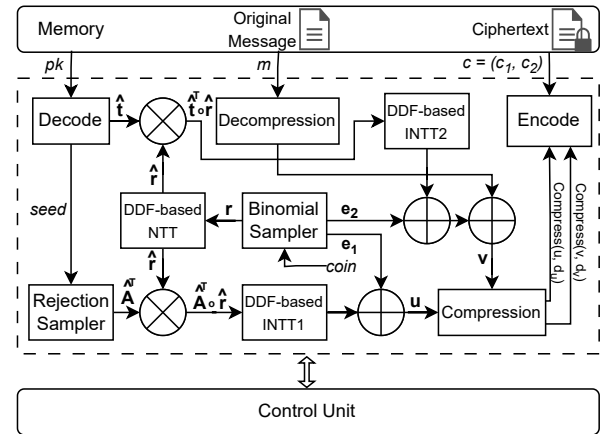 Memory
Original
Message
Ciphertext
pk
m
c = (c₁, c₂)
Decode
t̂
t̂ᵀ∘r̂
Decompression
DDF-based
INTT2
Encode
r̂
seed
DDF-based
NTT
r
Binomial
Sampler
e₂
e₁
coin
r̂
v
Compress(u, dᵤ)
Compress(v, dᵥ)
Rejection
Sampler
Âᵀ
Âᵀ∘r̂
DDF-based
INTT1
u
Compression
Control Unit